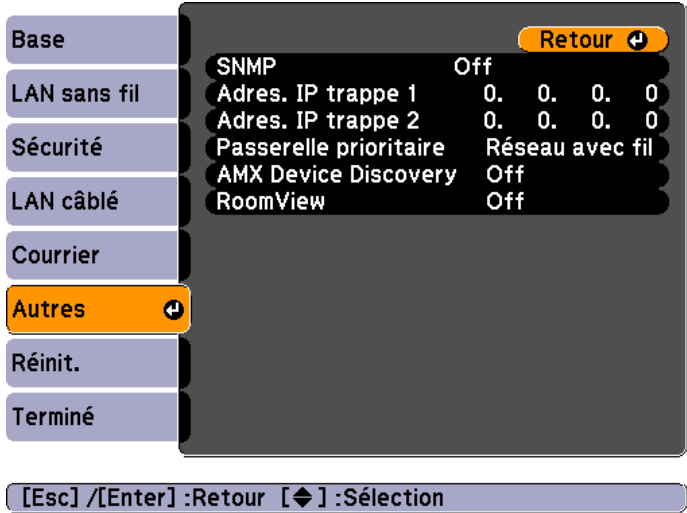 Base
LAN sans fil
Sécurité
LAN câblé
Courrier
Autres
Réinit.
Terminé
Retour
SNMP Off
Adres. IP trappe 1 0. 0. 0. 0
Adres. IP trappe 2 0. 0. 0. 0
Passerelle prioritaire Réseau avec fil
AMX Device Discovery Off
RoomView Off
[Esc] /[Enter] :Retour [◆] :Sélection